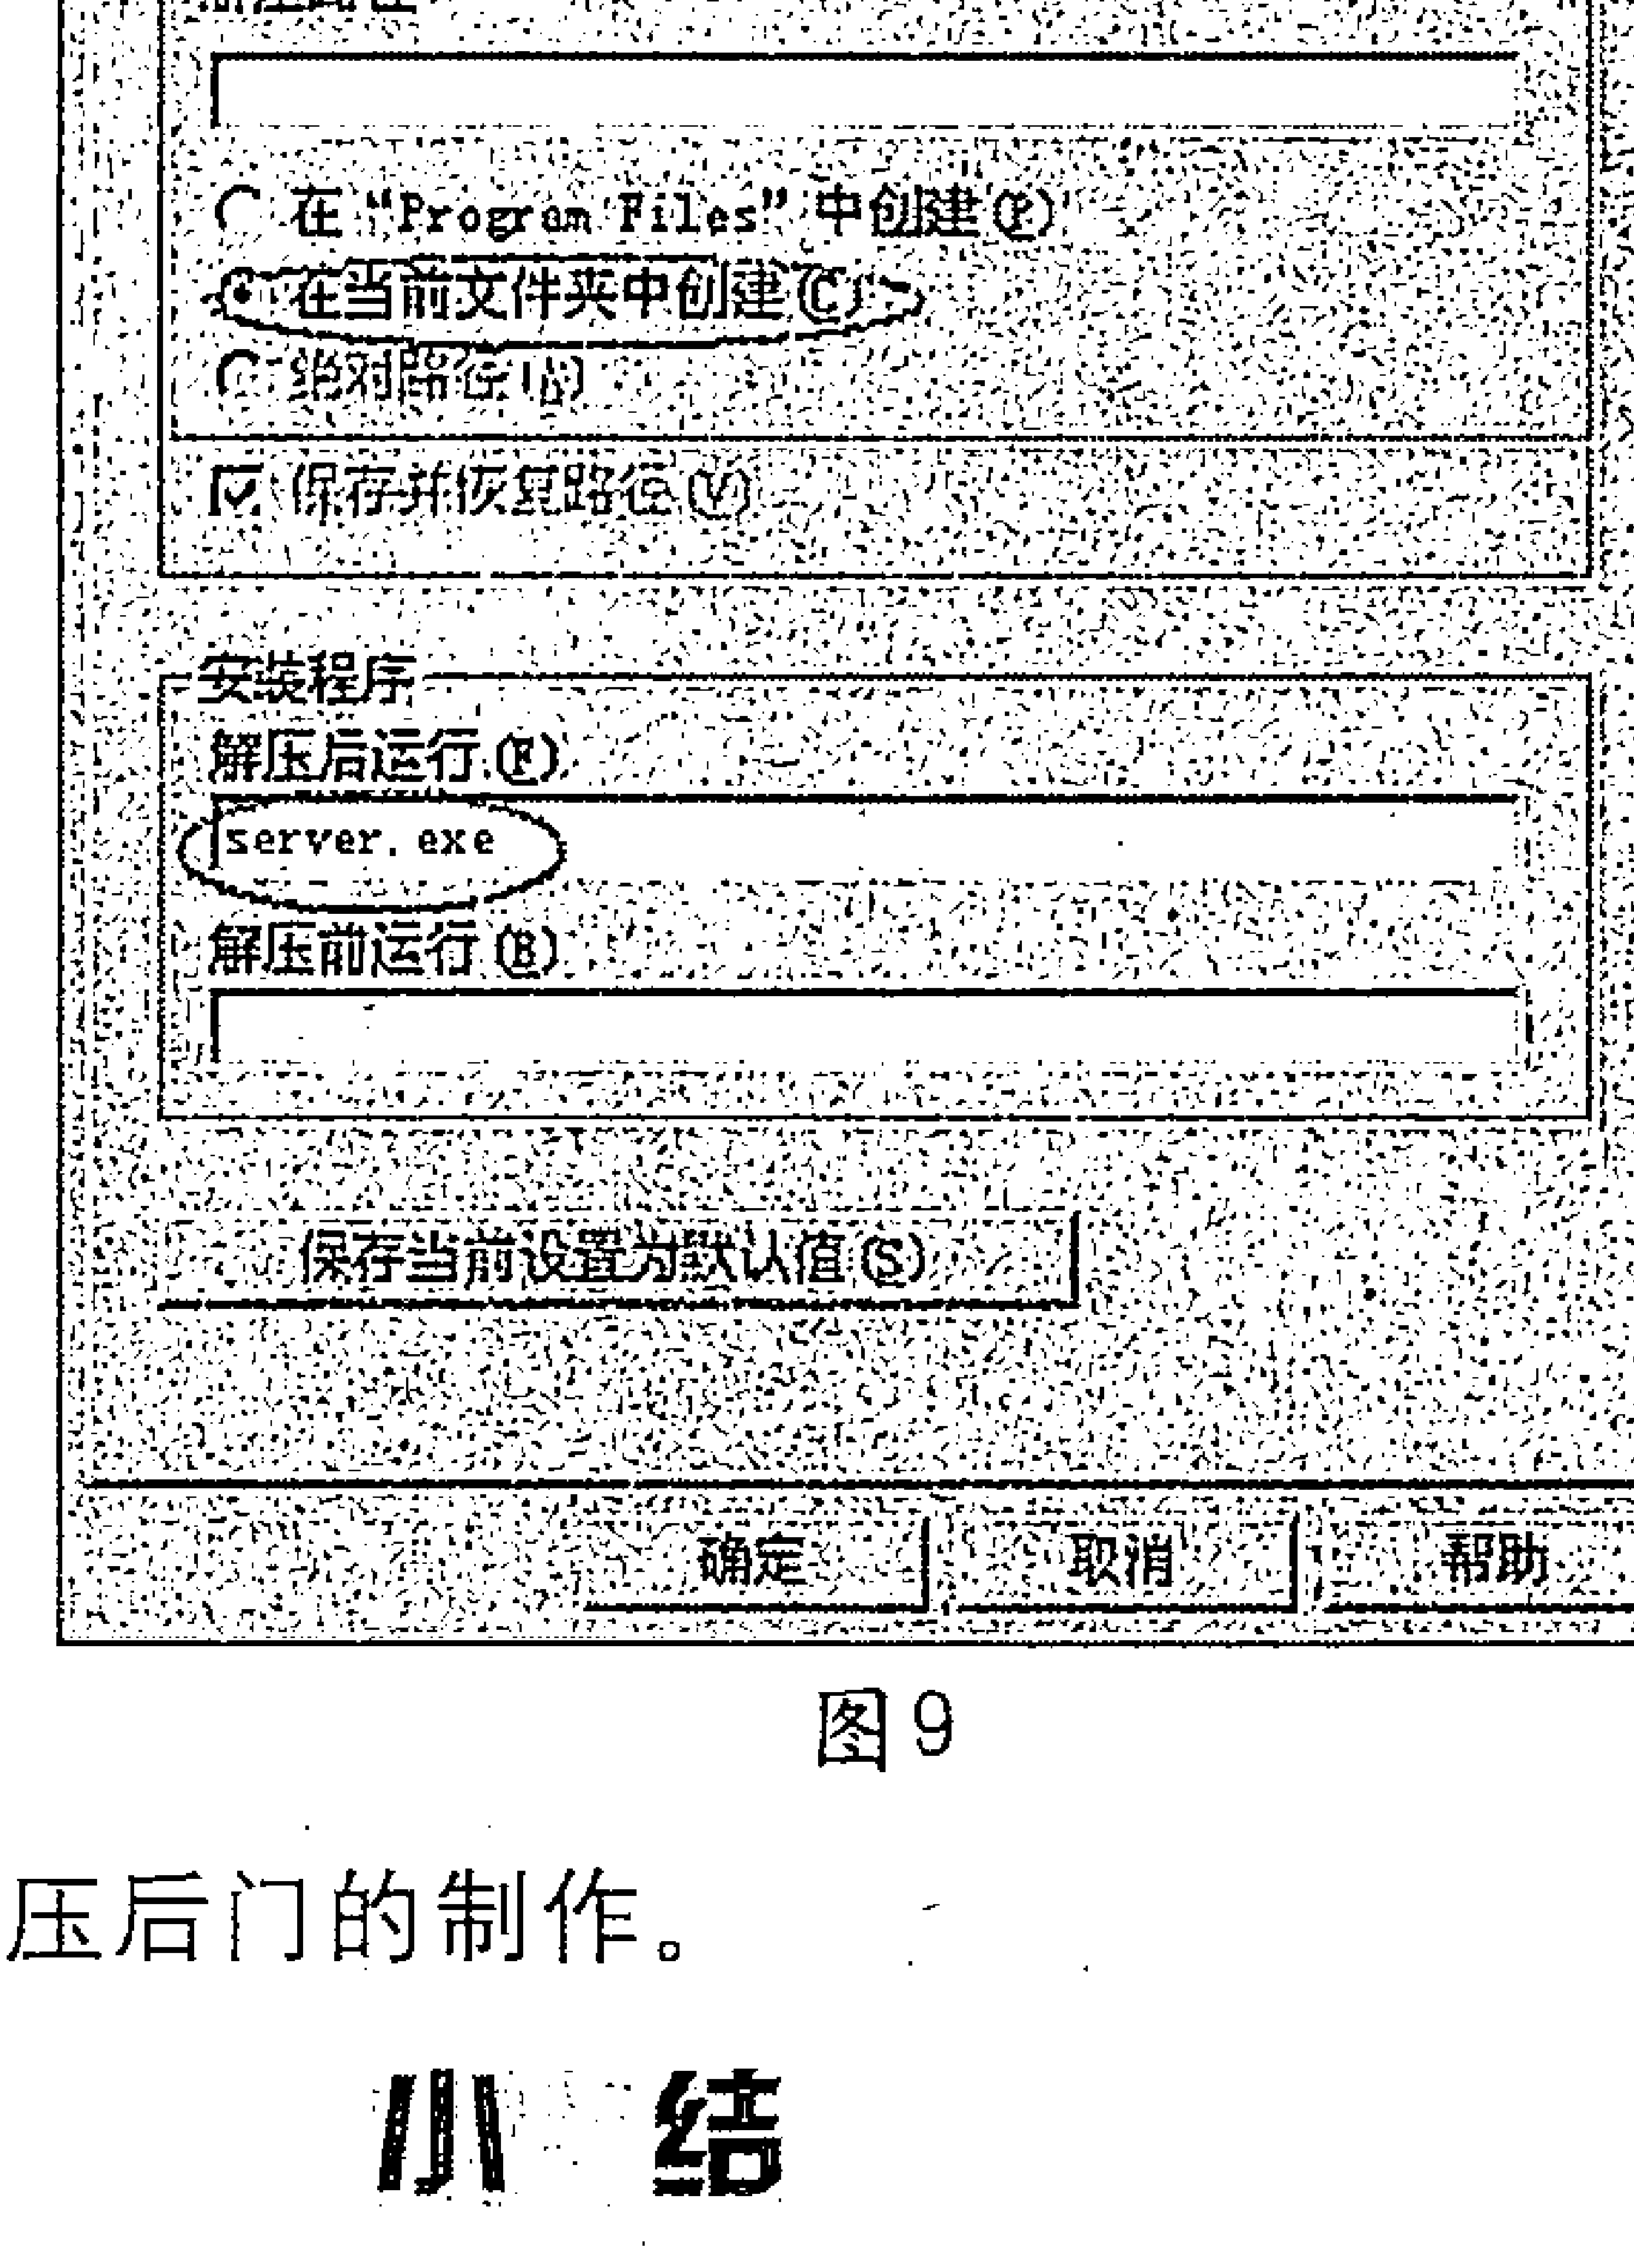 在“Program Files”中创建(P)
在当前文件夹中创建(C)
绝对路径
保存并恢复路径(V)
安装程序
解压后运行(F)
server.exe
解压前运行(B)
保存当前设置为默认值(S)
确定 取消 帮助
图9
压后门的制作。
小 结